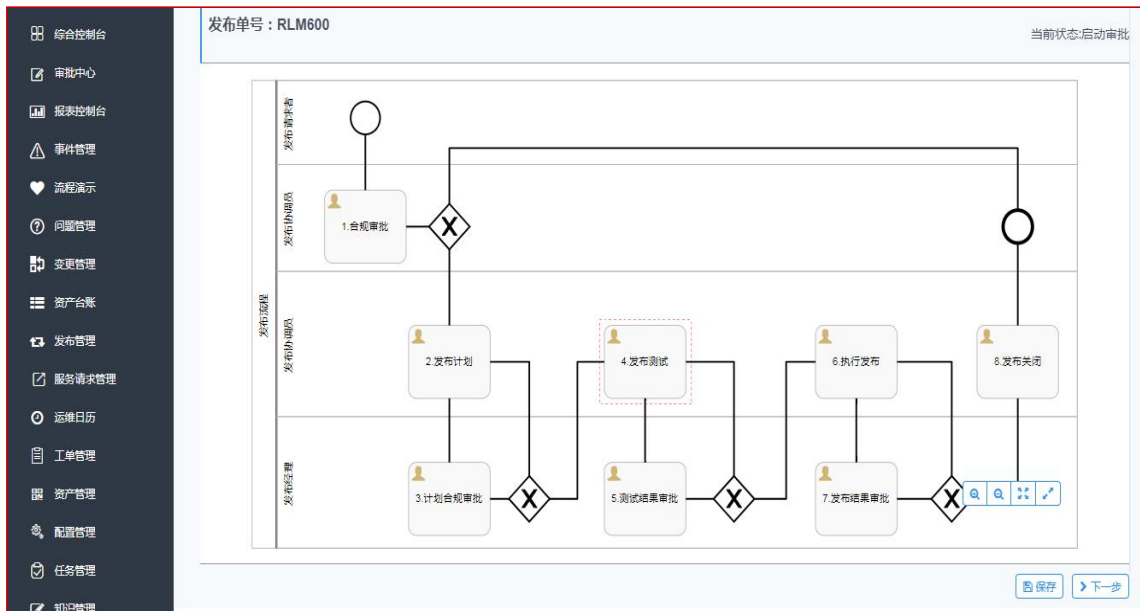 综合控制台
审批中心
报表控制台
事件管理
流程演示
问题管理
变更管理
资产台账
发布管理
服务请求管理
运维日历
工单管理
资产管理
配置管理
任务管理
知识管理
发布单号：RLM600
当前状态:启动审批
发布流程
发布请求者
发布协调员
1.合规审批
X
发布协调员
2.发布计划
4.发布测试
6.执行发布
8.发布关闭
发布经理
3.计划合规审批
X
5.测试结果审批
X
7.发布结果审批
X
保存
下一步